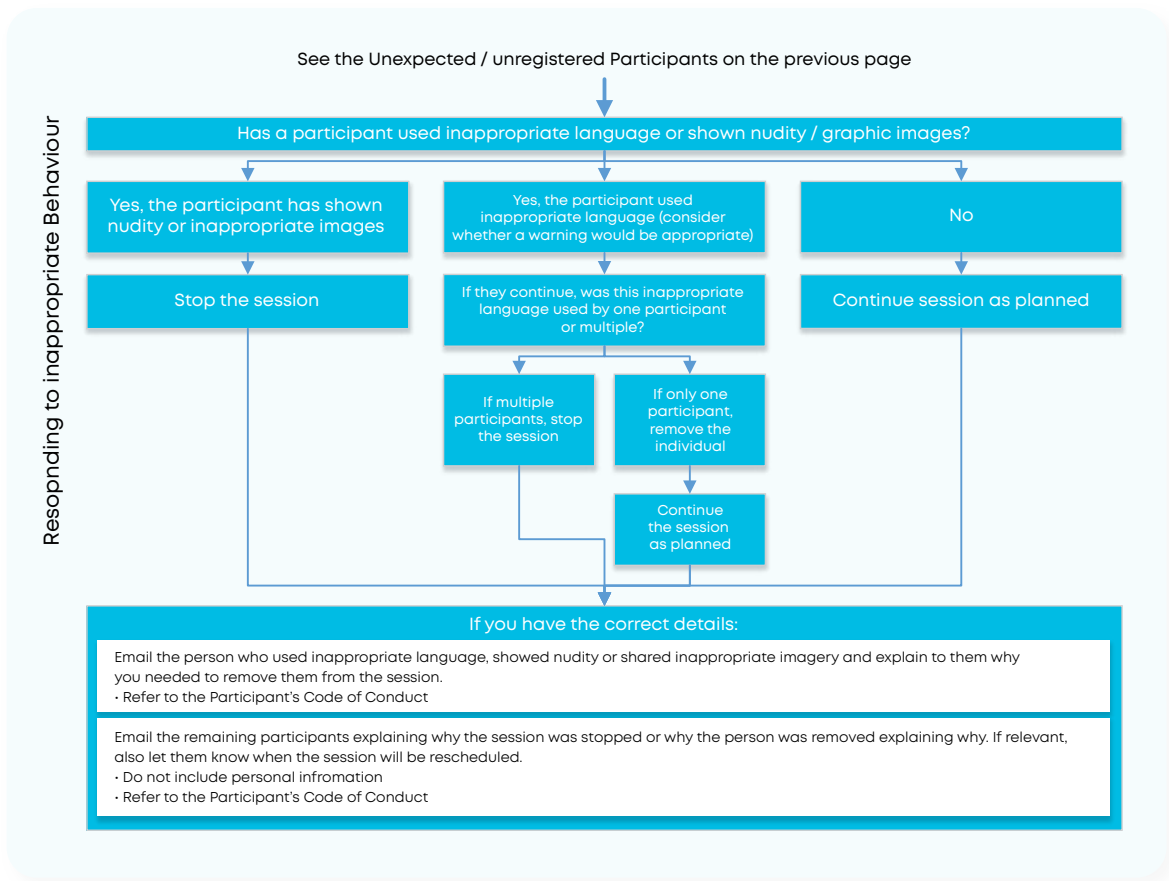 See the Unexpected / unregistered Participants on the previous page
Resopnding to inappropriate Behaviour
Has a participant used inappropriate language or shown nudity / graphic images?
Yes, the participant has shown
nudity or inappropriate images
Yes, the participant used
inappropriate language (consider
whether a warning would be appropriate)
No
Stop the session
If they continue, was this inappropriate
language used by one participant
or multiple?
Continue session as planned
If multiple
participants, stop
the session
If only one
participant,
remove the
individual
Continue
the session
as planned
If you have the correct details:
Email the person who used inappropriate language, showed nudity or shared inappropriate imagery and explain to them why
you needed to remove them from the session.
• Refer to the Participant's Code of Conduct
Email the remaining participants explaining why the session was stopped or why the person was removed explaining why. If relevant,
also let them know when the session will be rescheduled.
• Do not include personal infromation
• Refer to the Participant's Code of Conduct